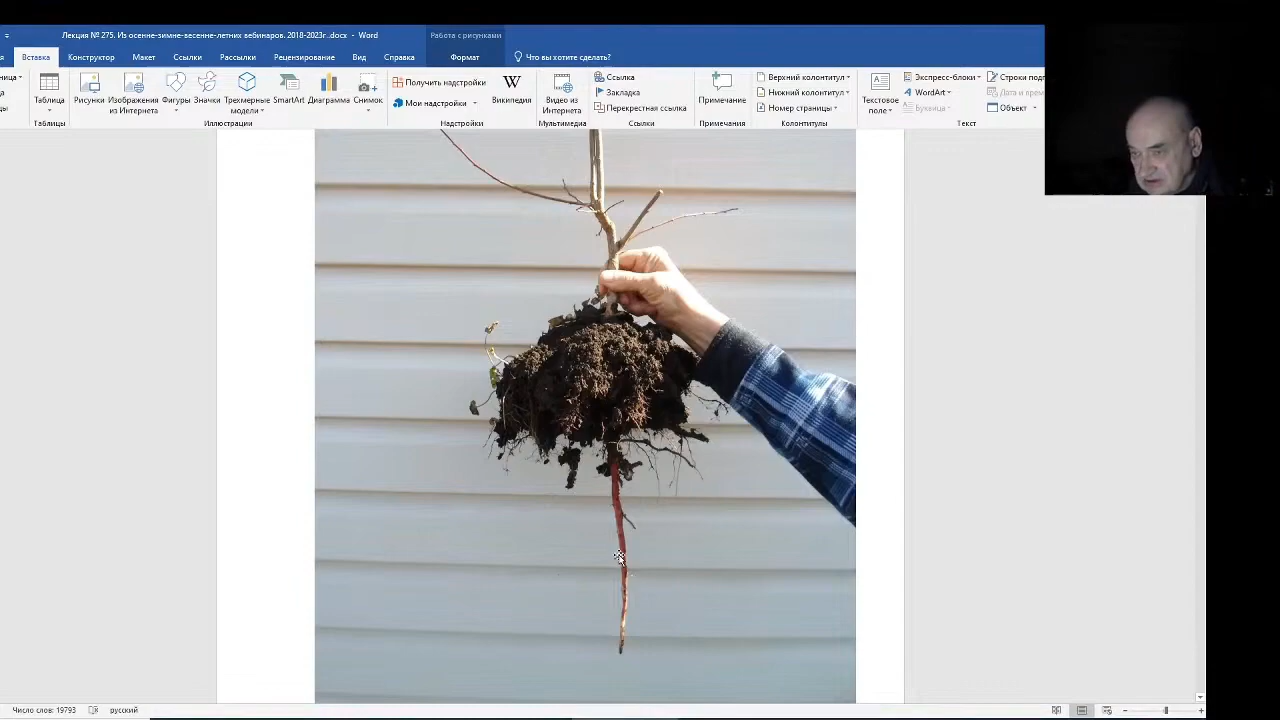 Лекция № 275. Из осенне-зимне-весенне-летних вебинаров. 2018-2023г..docx - Word
Работа с рисунками
Вставка Конструктор Макет Ссылки Рассылки Рецензирование Вид Справка Формат Что вы хотите сделать?
Таблица
Таблицы
Рисунки
Изображения из Интернета
Фигуры
Значки
Трехмерные модели
SmartArt
Диаграмма
Снимок
Иллюстрации
Получить надстройки
Мои надстройки
Википедия
Надстройки
Видео из Интернета
Мультимедиа
Ссылка
Закладка
Перекрестная ссылка
Ссылки
Примечание
Примечания
Верхний колонтитул
Нижний колонтитул
Номер страницы
Колонтитулы
Текстовое поле
Экспресс-блоки
WordArt
Буквица
Строки под
Дата и врем
Объект
Текст
Число слов: 19793 русский